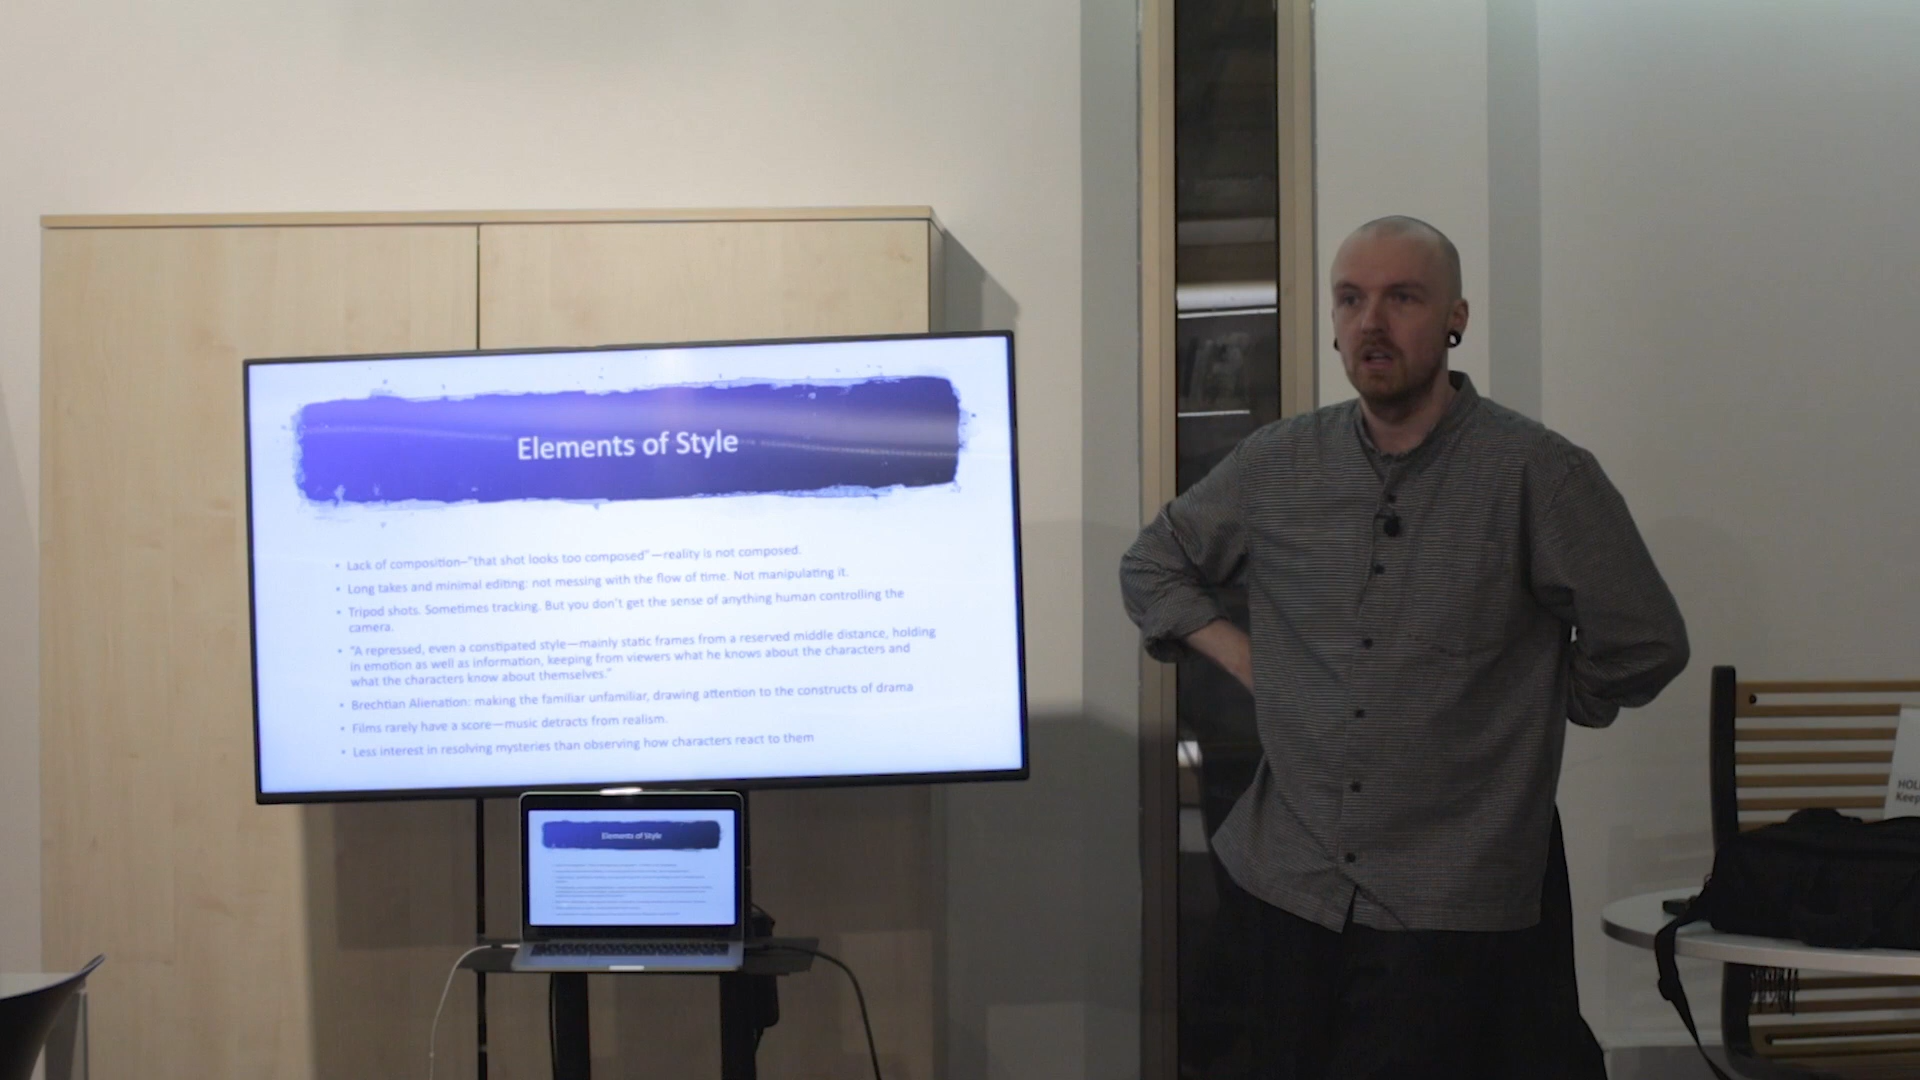 Elements of Style
• Lack of composition–"that shot looks too composed"—reality is not composed.
• Long takes and minimal editing: not messing with the flow of time. Not manipulating it.
• Tripod shots. Sometimes tracking. But you don't get the sense of anything human controlling the
camera.
• "A repressed, even a constipated style—mainly static frames from a reserved middle distance, holding
in emotion as well as information, keeping from viewers what he knows about the characters and
what the characters know about themselves."
• Brechtian Alienation: making the familiar unfamiliar, drawing attention to the constructs of drama
• Films rarely have a score—music detracts from realism.
• Less interest in resolving mysteries than observing how characters react to them
Elements of Style
HOL
Keep